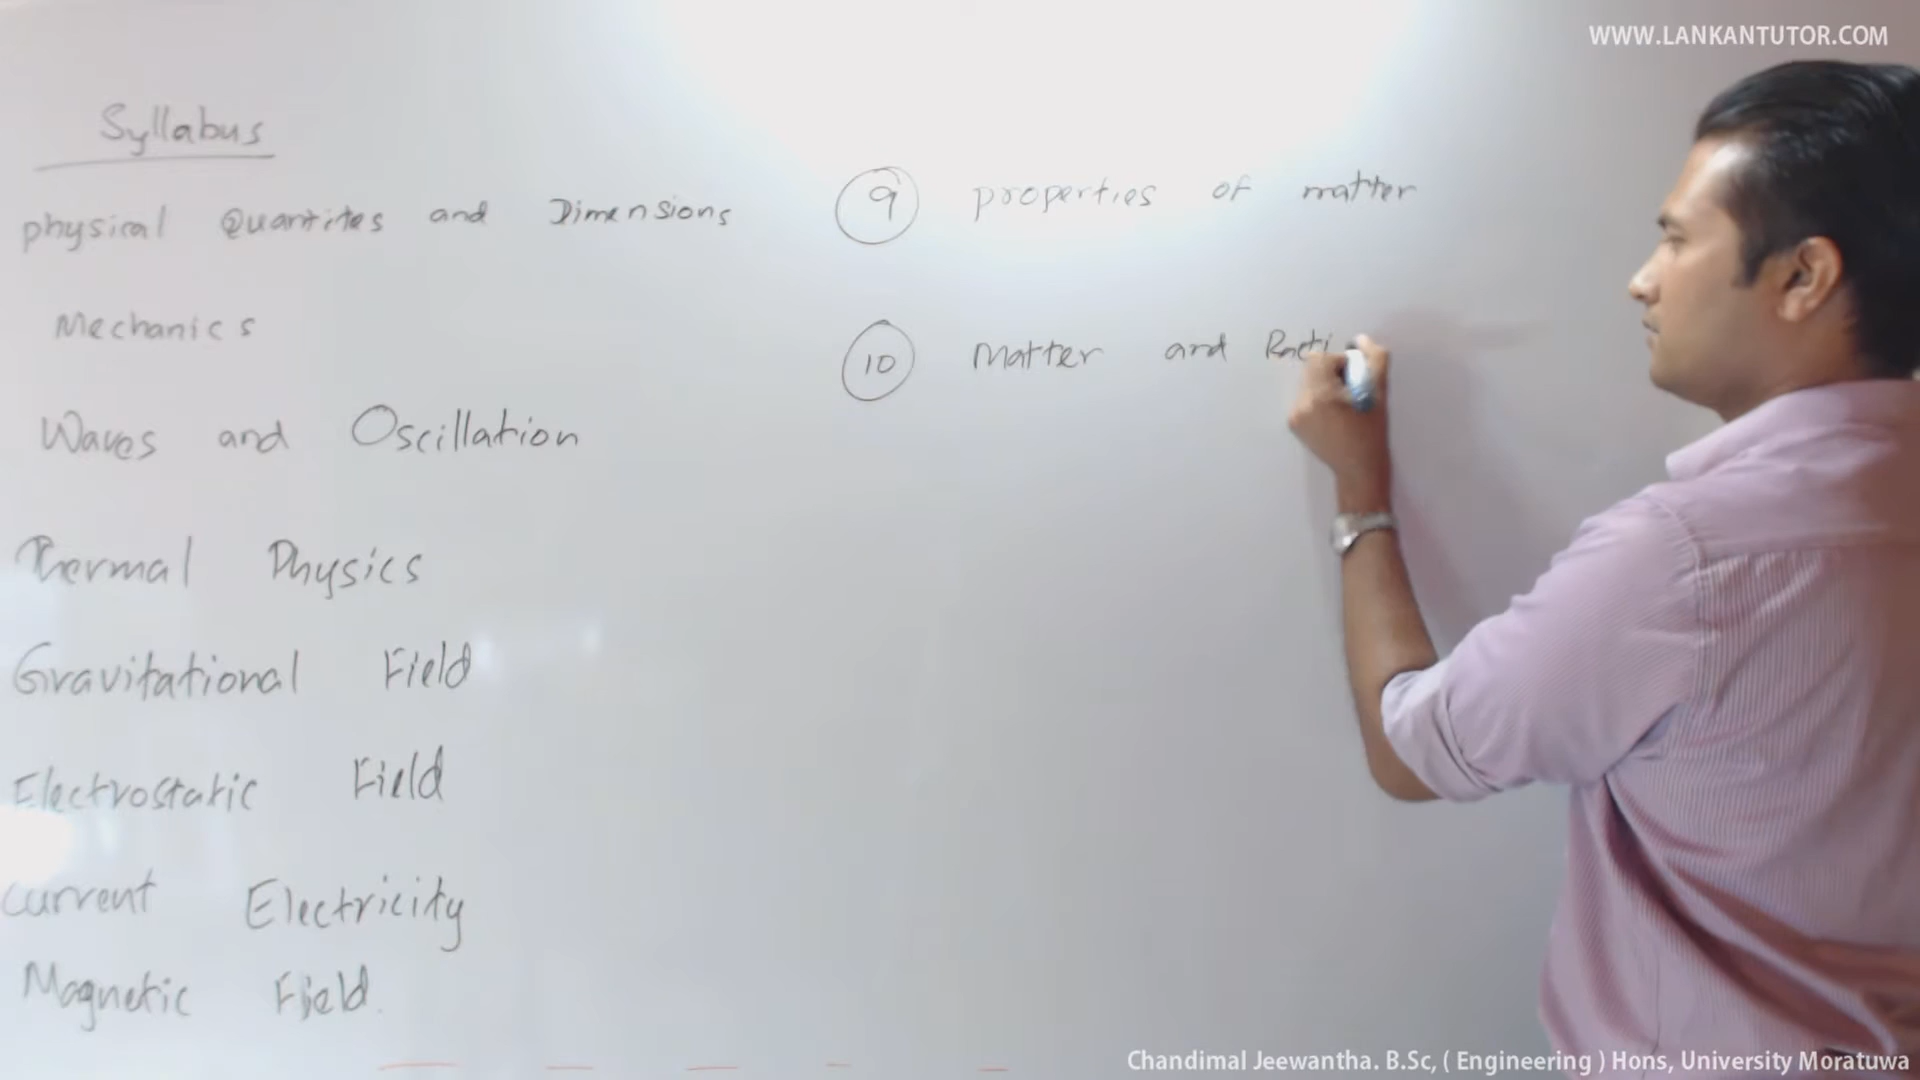 WWW.LANKANTUTOR.COM
Syllabus
physical Quantites and Dimensions
Mechanics
Waves and Oscillation
Thermal Physics
Gravitational Field
Electrostatic Field
Current Electricity
Magnetic Field.
9 properties of matter
10 Matter and
Chandimal Jeewantha. B.Sc, ( Engineering ) Hons, University Moratuwa